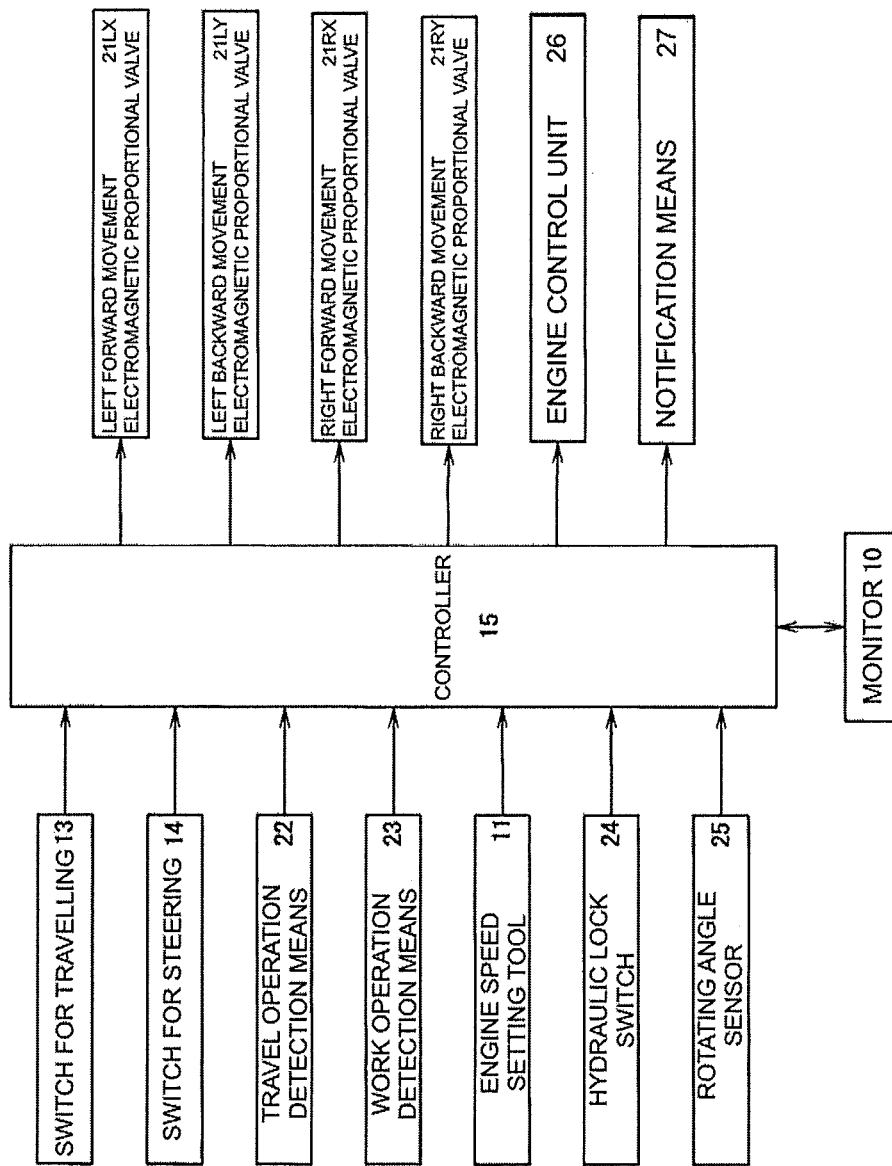 SWITCH FOR TRAVELLING 13
SWITCH FOR STEERING 14
TRAVEL OPERATION 22
DETECTION MEANS
WORK OPERATION 23
DETECTION MEANS
ENGINE SPEED 11
SETTING TOOL
HYDRAULIC LOCK 24
SWITCH
ROTATING ANGLE 25
SENSOR
CONTROLLER
15
MONITOR 10
LEFT FORWARD MOVEMENT 21LX
ELECTROMAGNETIC PROPORTIONAL VALVE
LEFT BACKWARD MOVEMENT 21LY
ELECTROMAGNETIC PROPORTIONAL VALVE
RIGHT FORWARD MOVEMENT 21RX
ELECTROMAGNETIC PROPORTIONAL VALVE
RIGHT BACKWARD MOVEMENT 21RY
ELECTROMAGNETIC PROPORTIONAL VALVE
ENGINE CONTROL UNIT 26
NOTIFICATION MEANS 27